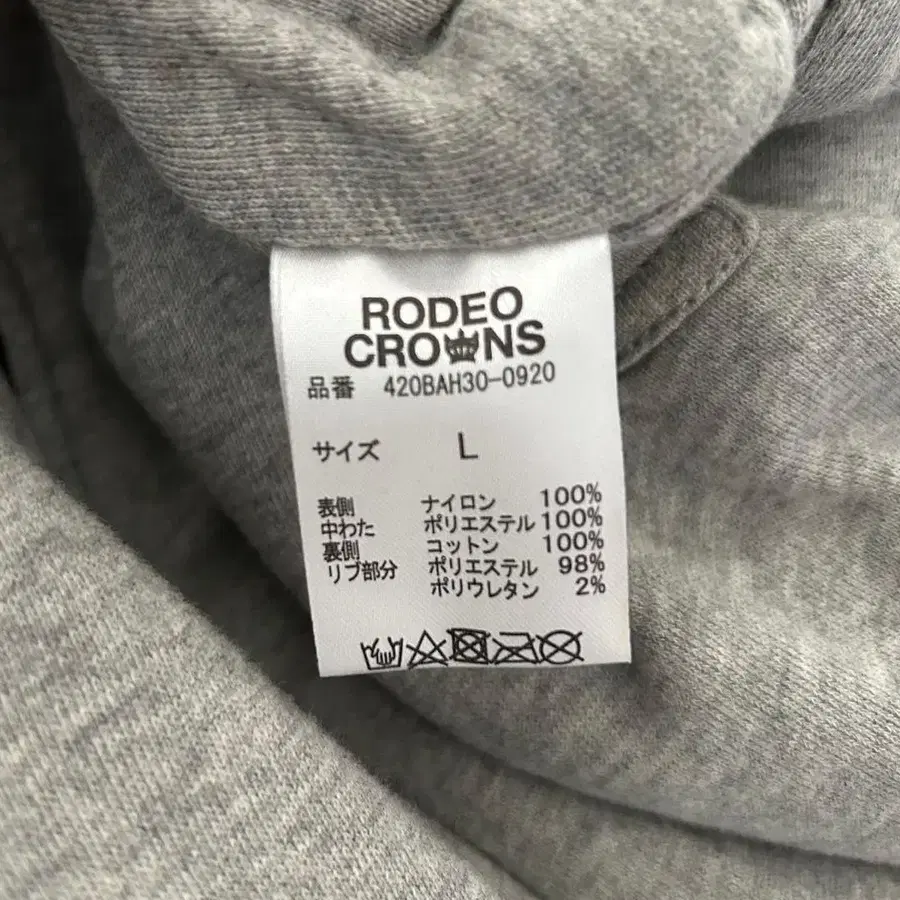 RODEO
CROWNS
品番 420BAH30-0920
サイズ L
表側 ナイロン 100%
中わた ポリエステル 100%
裏側 コットン 100%
リブ部分 ポリエステル 98%
ポリウレタン 2%